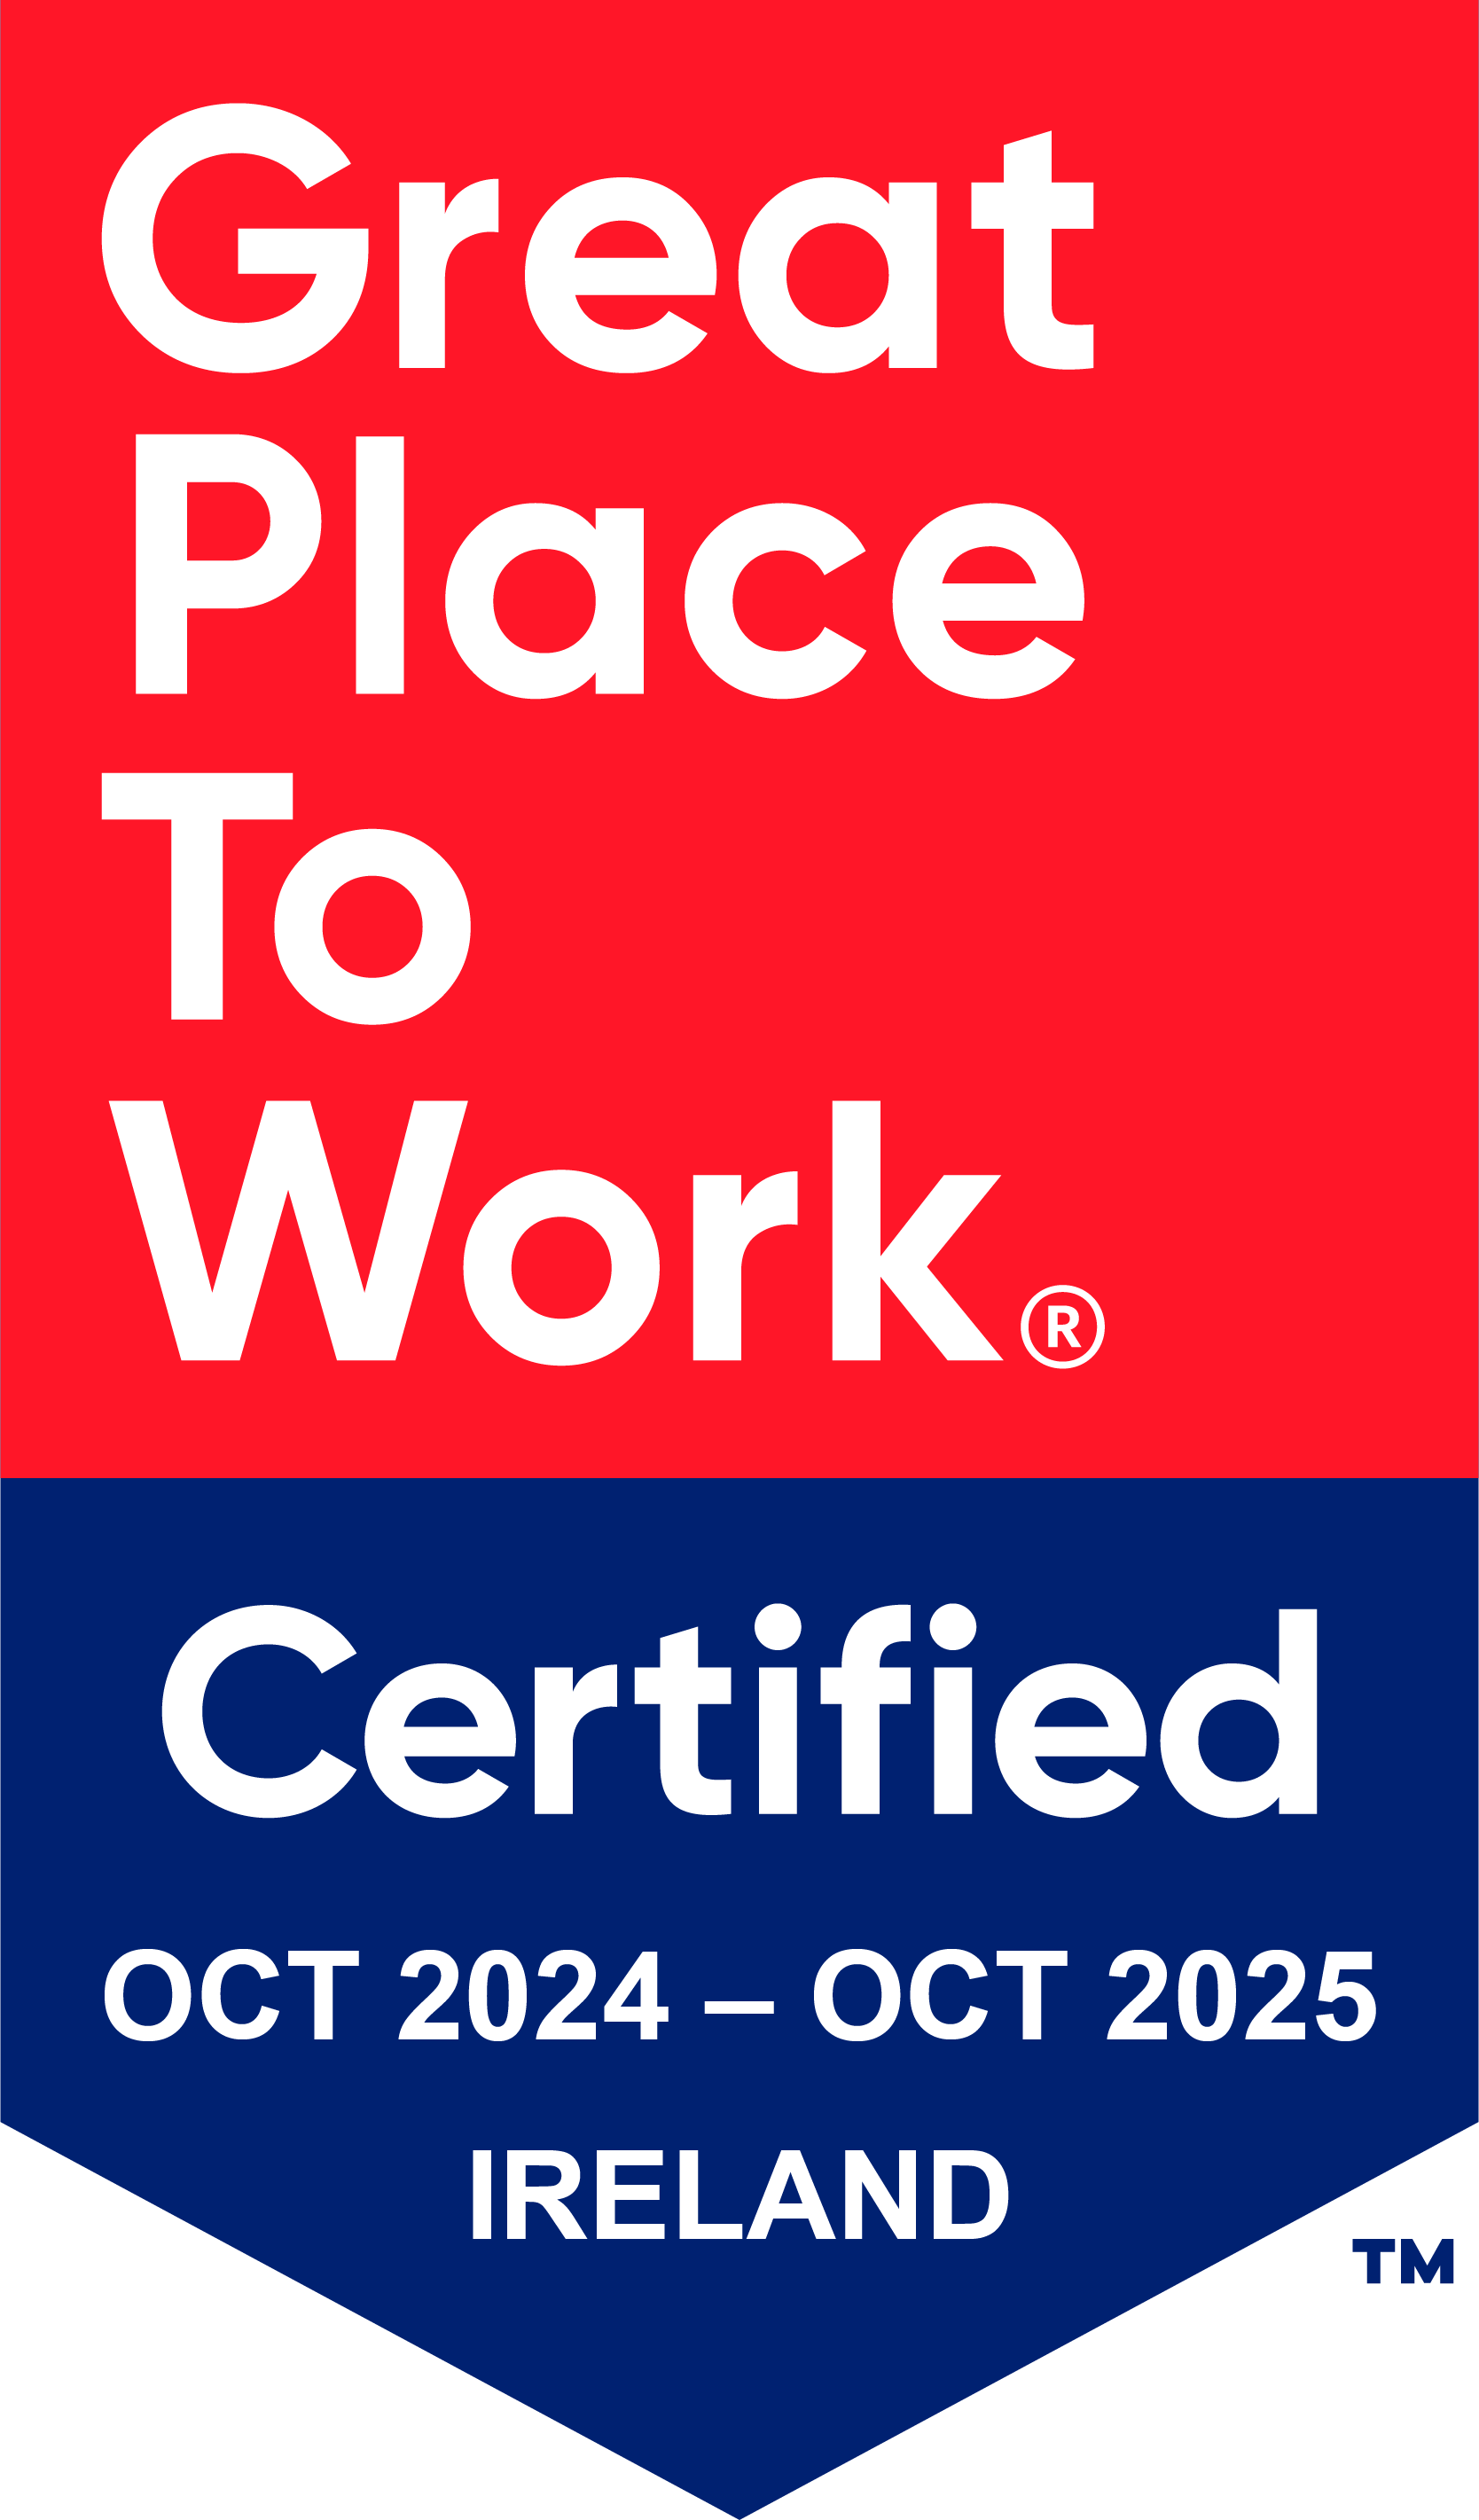 Great
Place
To
Work®
Certified
OCT 2024 — OCT 2025
IRELAND
TM